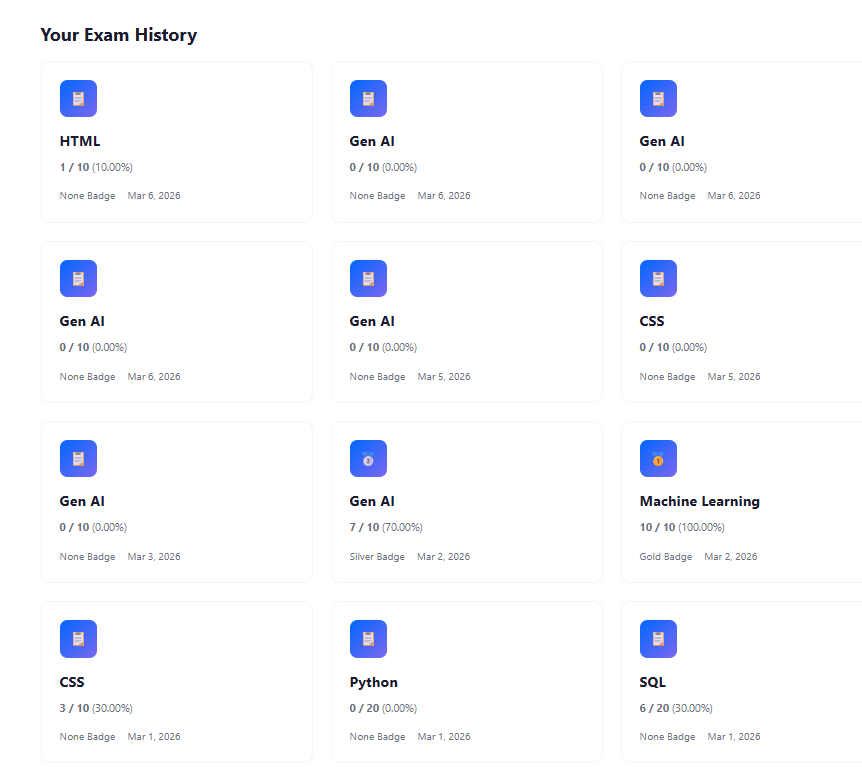 Your Exam History
HTML
1 / 10 (10.00%)
None Badge Mar 6, 2026
Gen AI
0 / 10 (0.00%)
None Badge Mar 6, 2026
Gen AI
0 / 10 (0.00%)
None Badge Mar 6, 2026
Gen AI
0 / 10 (0.00%)
None Badge Mar 6, 2026
Gen AI
0 / 10 (0.00%)
None Badge Mar 5, 2026
CSS
0 / 10 (0.00%)
None Badge Mar 5, 2026
Gen AI
0 / 10 (0.00%)
None Badge Mar 3, 2026
2
Gen AI
7 / 10 (70.00%)
Silver Badge Mar 2, 2026
1
Machine Learning
10 / 10 (100.00%)
Gold Badge Mar 2, 2026
CSS
3 / 10 (30.00%)
None Badge Mar 1, 2026
Python
0 / 20 (0.00%)
None Badge Mar 1, 2026
SQL
6 / 20 (30.00%)
None Badge Mar 1, 2026